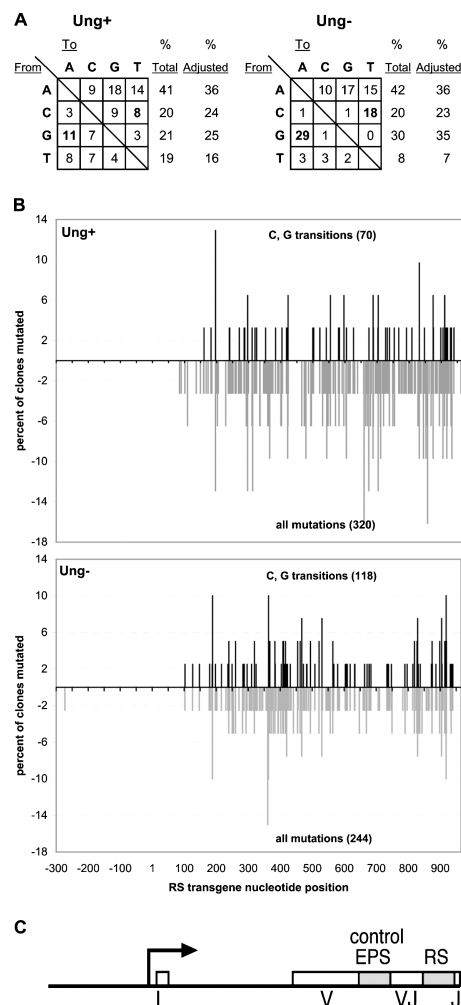 A
Ung+
Ung-
To % %
From A C G T Total Adjusted
A 9 18 14 41 36
C 3 9 8 20 24
G 11 7 3 21 25
T 8 7 4 19 16
To % %
From A C G T Total Adjusted
A 10 17 15 42 36
C 1 1 18 20 23
G 29 1 0 30 35
T 3 3 2 8 7
B
14
Ung+
C, G transitions (70)
10
6
2
-2
-6
-10
-14
-18
percent of clones mutated
all mutations (320)
14
Ung-
C, G transitions (118)
10
6
2
-2
-6
-10
-14
-18
percent of clones mutated
all mutations (244)
-300 -200 -100 1 100 200 300 400 500 600 700 800 900
RS transgene nucleotide position
C
control
EPS RS
L V VJ J